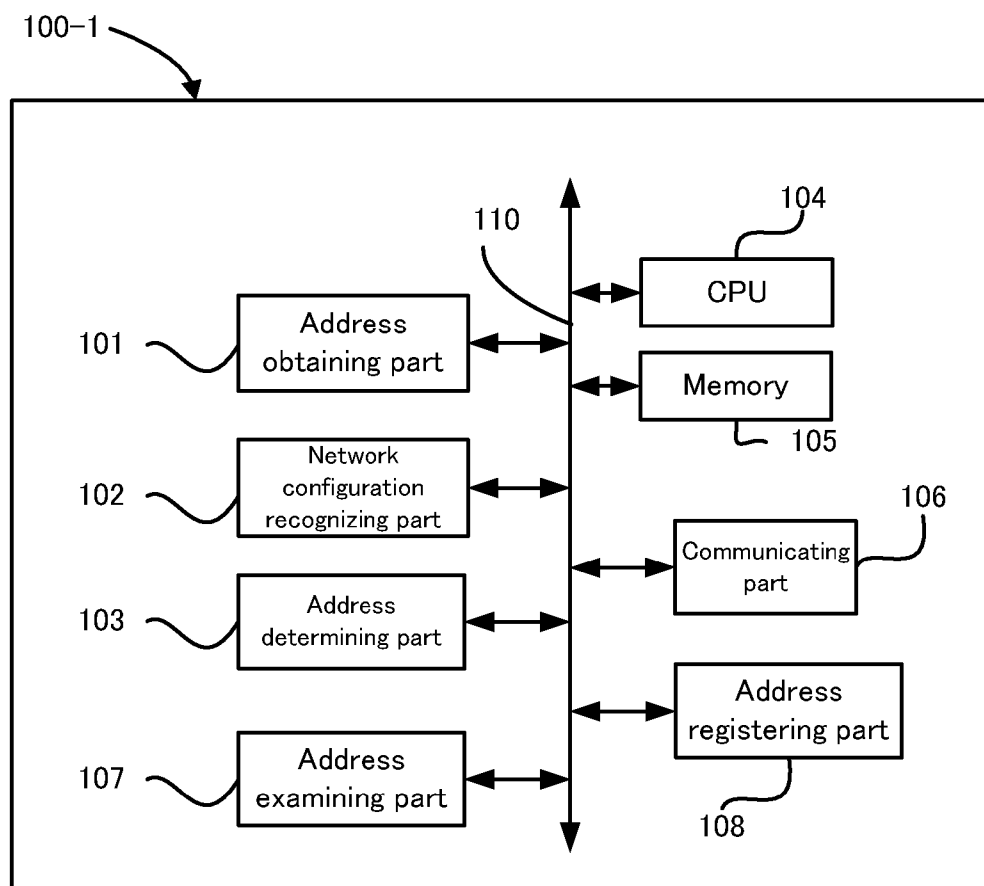 100-1
110
104
CPU
101
Address
obtaining part
Memory
105
102
Network
configuration
recognizing part
106
Communicating
part
103
Address
determining part
Address
registering part
107
Address
examining part
108